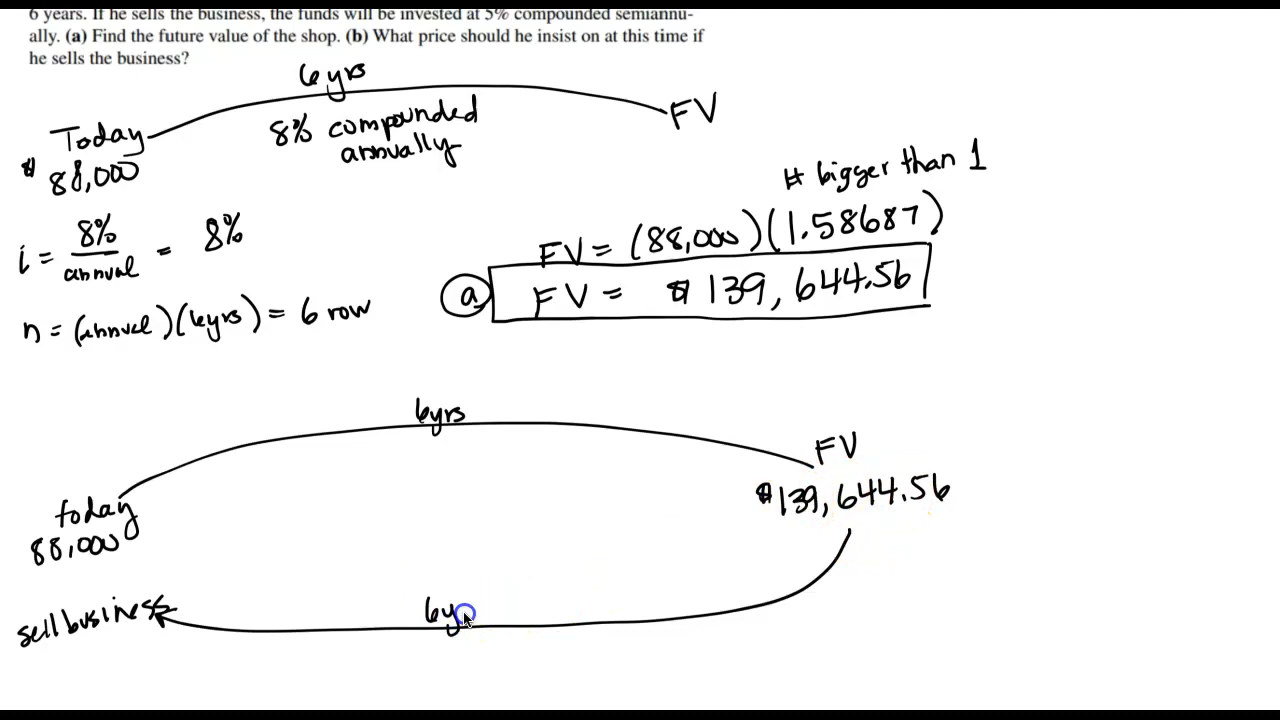 6 years. If he sells the business, the funds will be invested at 5% compounded semiannu-
ally. (a) Find the future value of the shop. (b) What price should he insist on at this time if
he sells the business?
6yrs
Today
FV
8% compounded
annually
$ 88,000
# bigger than 1
i = 8% / annual = 8%
FV = (88,000)(1.58687)
a FV = $ 139,644.56
n = (annual)(6yrs) = 6 row
6yrs
FV
$139,644.56
today
88,000
sell business
6y